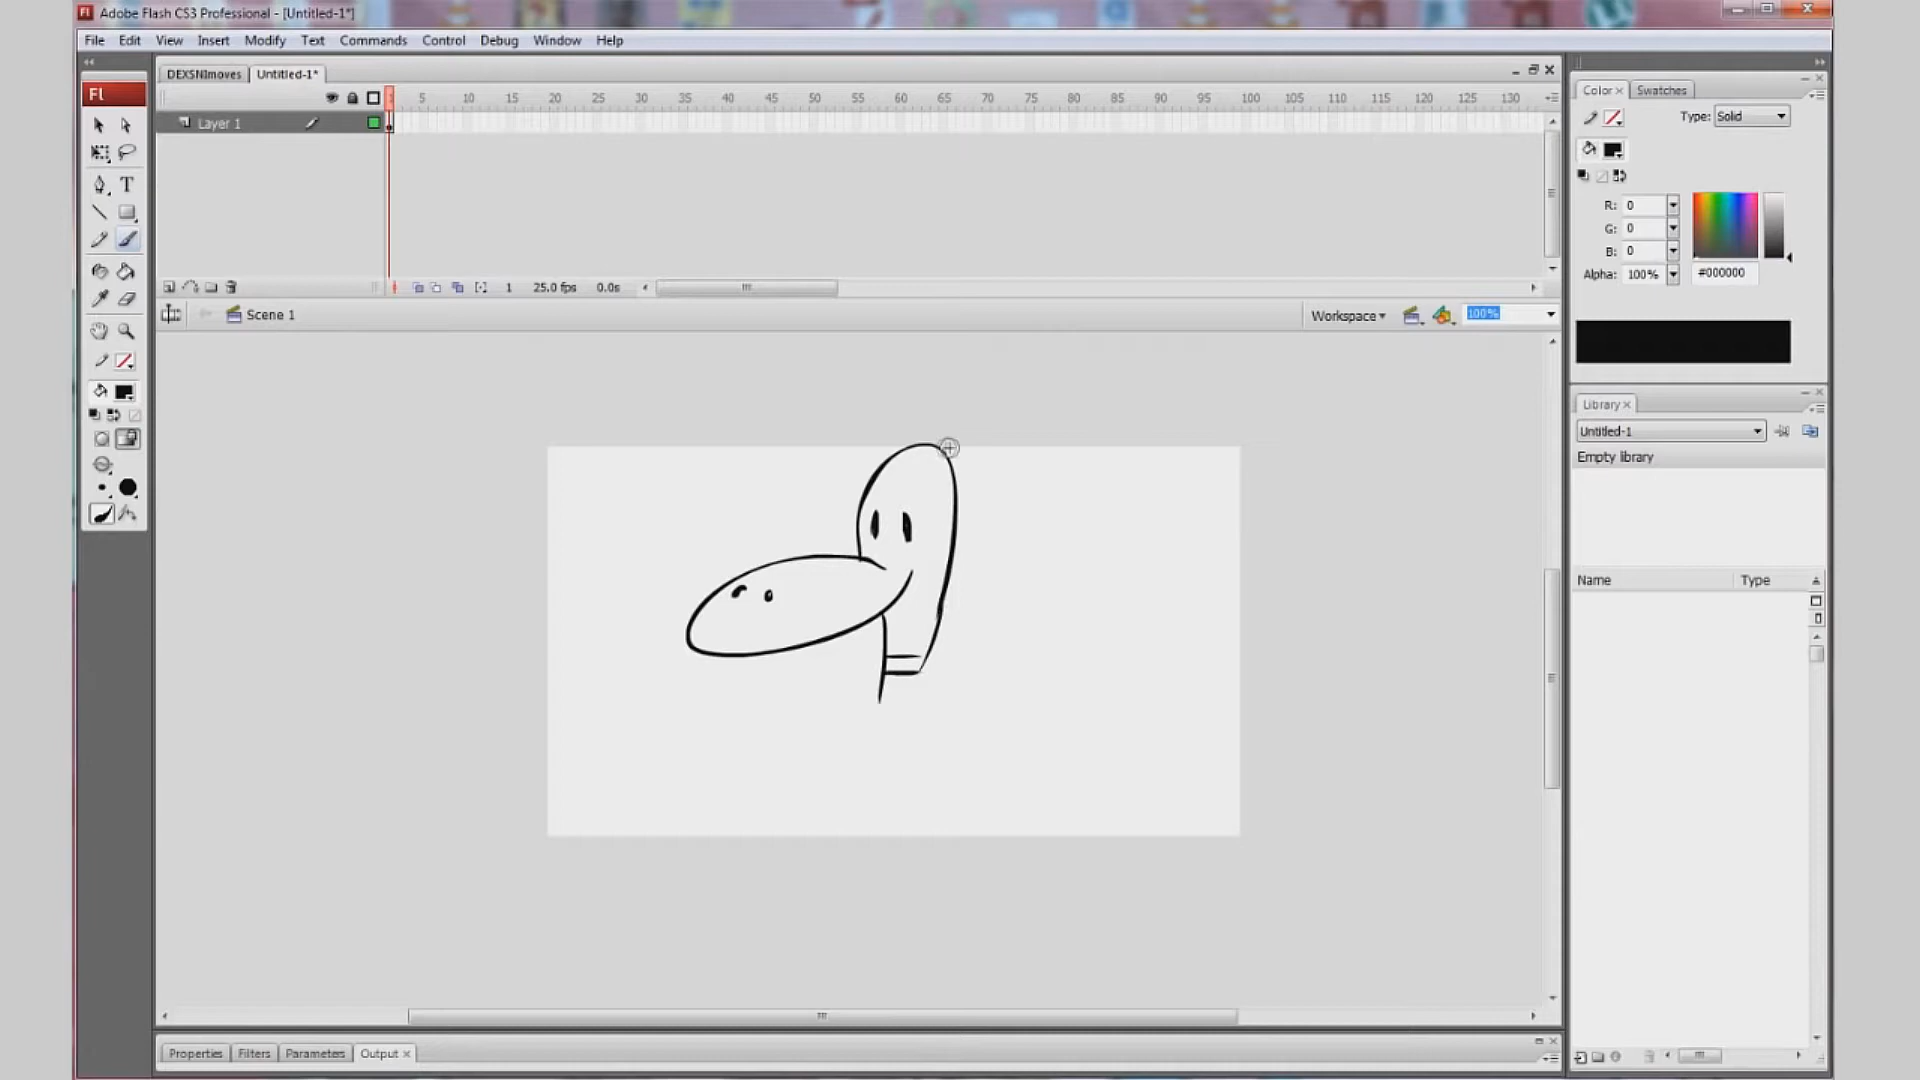 Adobe Flash CS3 Professional - [Untitled-1*]
File Edit View Insert Modify Text Commands Control Debug Window Help
DEXSNImoves Untitled-1*
Fl
5 10 15 20 25 30 35 40 45 50 55 60 65 70 75 80 85 90 95 100 105 110 115 120 125 130
Layer 1
1 25.0 fps 0.0s
Scene 1
Workspace 100%
Color Swatches
Type: Solid
R: 0
G: 0
B: 0
Alpha: 100% #000000
Library
Untitled-1
Empty library
Name Type
Properties Filters Parameters Output